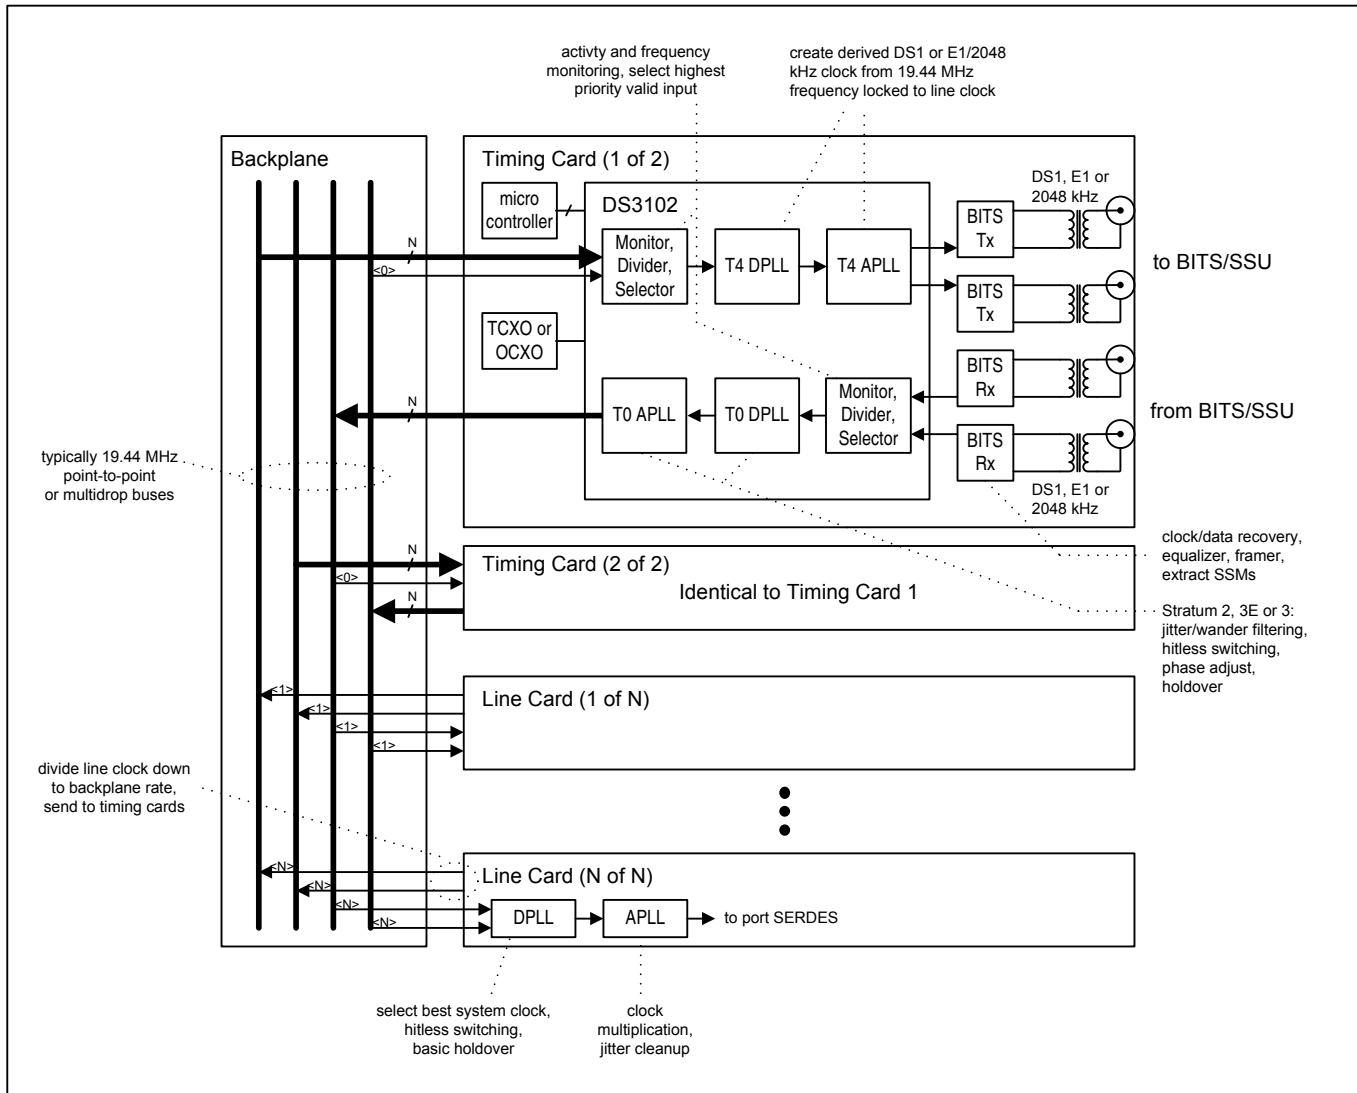 activty and frequency
monitoring, select highest
priority valid input
create derived DS1 or E1/2048
kHz clock from 19.44 MHz
frequency locked to line clock
Backplane
Timing Card (1 of 2)
micro
controller
DS3102
Monitor,
Divider,
Selector
T4 DPLL
T4 APLL
BITS
Tx
DS1, E1 or
2048 kHz
BITS
Tx
to BITS/SSU
N
<0>
TCXO or
OCXO
BITS
Rx
N
T0 APLL
T0 DPLL
Monitor,
Divider,
Selector
from BITS/SSU
BITS
Rx
DS1, E1 or
2048 kHz
typically 19.44 MHz
point-to-point
or multidrop buses
clock/data recovery,
equalizer, framer,
extract SSMs
N
<0>
N
Timing Card (2 of 2)
Identical to Timing Card 1
Stratum 2, 3E or 3:
jitter/wander filtering,
hitless switching,
phase adjust,
holdover
<1>
<1>
<1>
<1>
Line Card (1 of N)
divide line clock down
to backplane rate,
send to timing cards
<N>
<N>
<N>
<N>
Line Card (N of N)
DPLL
APLL
to port SERDES
select best system clock,
hitless switching,
basic holdover
clock
multiplication,
jitter cleanup